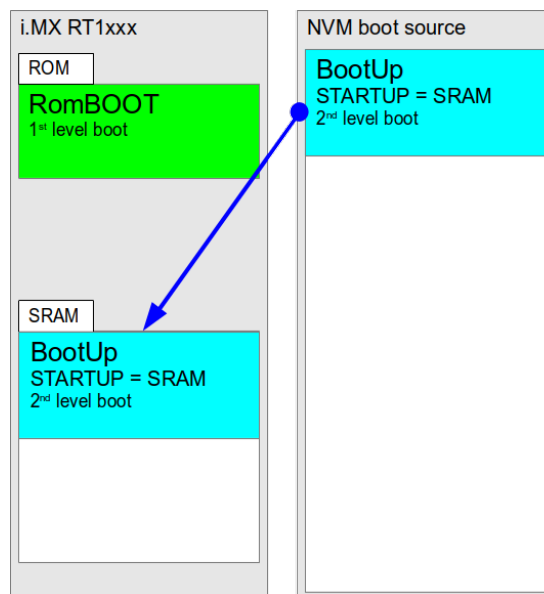 i.MX RT1xxx
ROM
RomBOOT
1st level boot
SRAM
BootUp
STARTUP = SRAM
2nd level boot
NVM boot source
BootUp
STARTUP = SRAM
2nd level boot